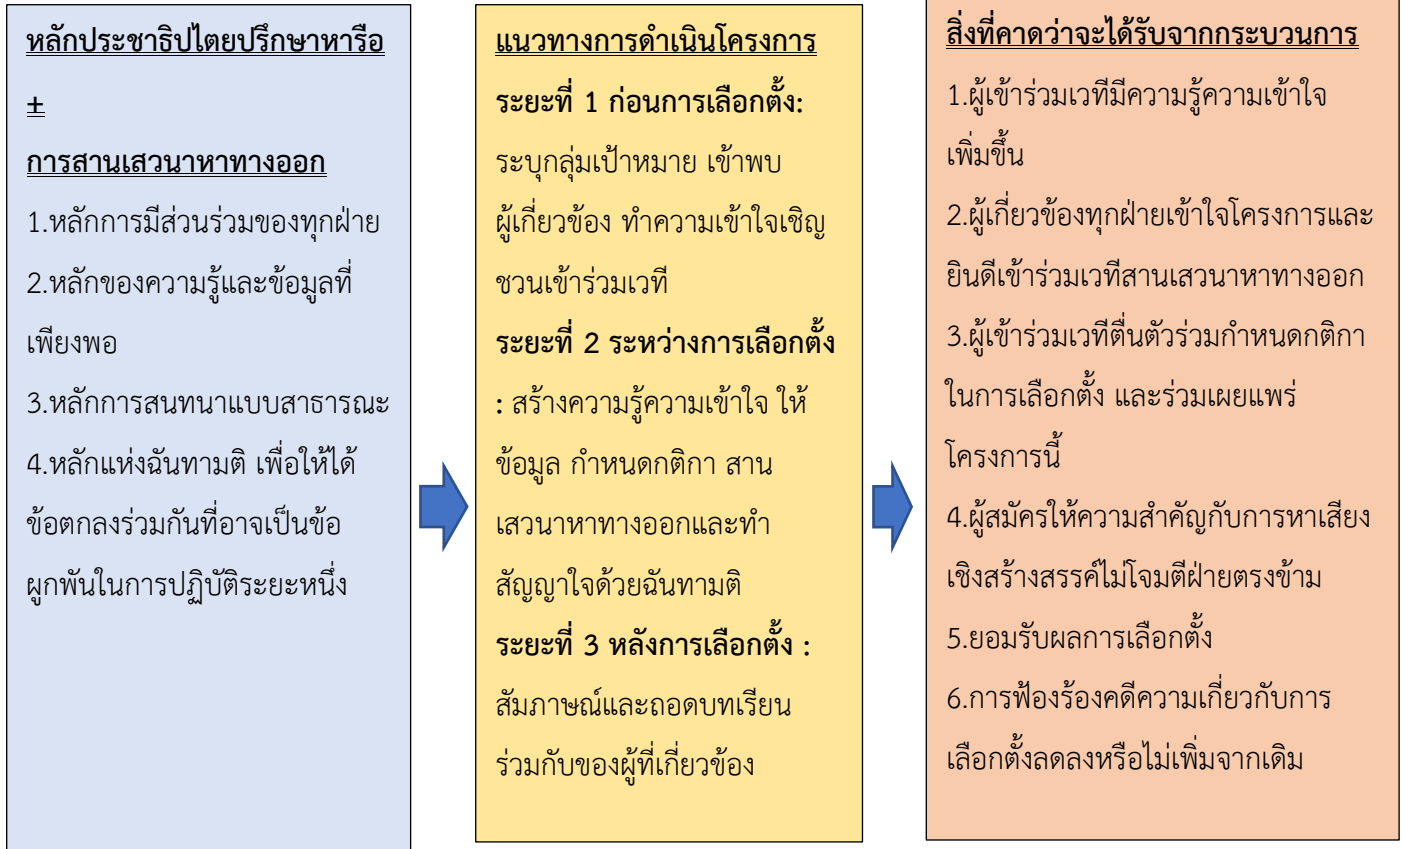 หลักประชาธิปไตยปรึกษาหารือ
+
การสานเสวนาหาทางออก
1.หลักการมีส่วนร่วมของทุกฝ่าย
2.หลักของความรู้และข้อมูลที่
เพียงพอ
3.หลักการสนทนาแบบสาธารณะ
4.หลักแห่งฉันทามติ เพื่อให้ได้
ข้อตกลงร่วมกันที่อาจเป็นข้อ
ผูกพันในการปฏิบัติระยะหนึ่ง
แนวทางการดำเนินโครงการ
ระยะที่ 1 ก่อนการเลือกตั้ง:
ระบุกลุ่มเป้าหมาย เข้าพบ
ผู้เกี่ยวข้อง ทำความเข้าใจเชิญ
ชวนเข้าร่วมเวที
ระยะที่ 2 ระหว่างการเลือกตั้ง
: สร้างความรู้ความเข้าใจ ให้
ข้อมูล กำหนดกติกา สาน
เสวนาหาทางออกและทำ
สัญญาใจด้วยฉันทามติ
ระยะที่ 3 หลังการเลือกตั้ง :
สัมภาษณ์และถอดบทเรียน
ร่วมกับของผู้ที่เกี่ยวข้อง
สิ่งที่คาดว่าจะได้รับจากกระบวนการ
1.ผู้เข้าร่วมเวทีมีความรู้ความเข้าใจ
เพิ่มขึ้น
2.ผู้เกี่ยวข้องทุกฝ่ายเข้าใจโครงการและ
ยินดีเข้าร่วมเวทีสานเสวนาหาทางออก
3.ผู้เข้าร่วมเวทีตื่นตัวร่วมกำหนดกติกา
ในการเลือกตั้ง และร่วมเผยแพร่
โครงการนี้
4.ผู้สมัครให้ความสำคัญกับการหาเสียง
เชิงสร้างสรรค์ไม่โจมตีฝ่ายตรงข้าม
5.ยอมรับผลการเลือกตั้ง
6.การฟ้องร้องคดีความเกี่ยวกับการ
เลือกตั้งลดลงหรือไม่เพิ่มจากเดิม